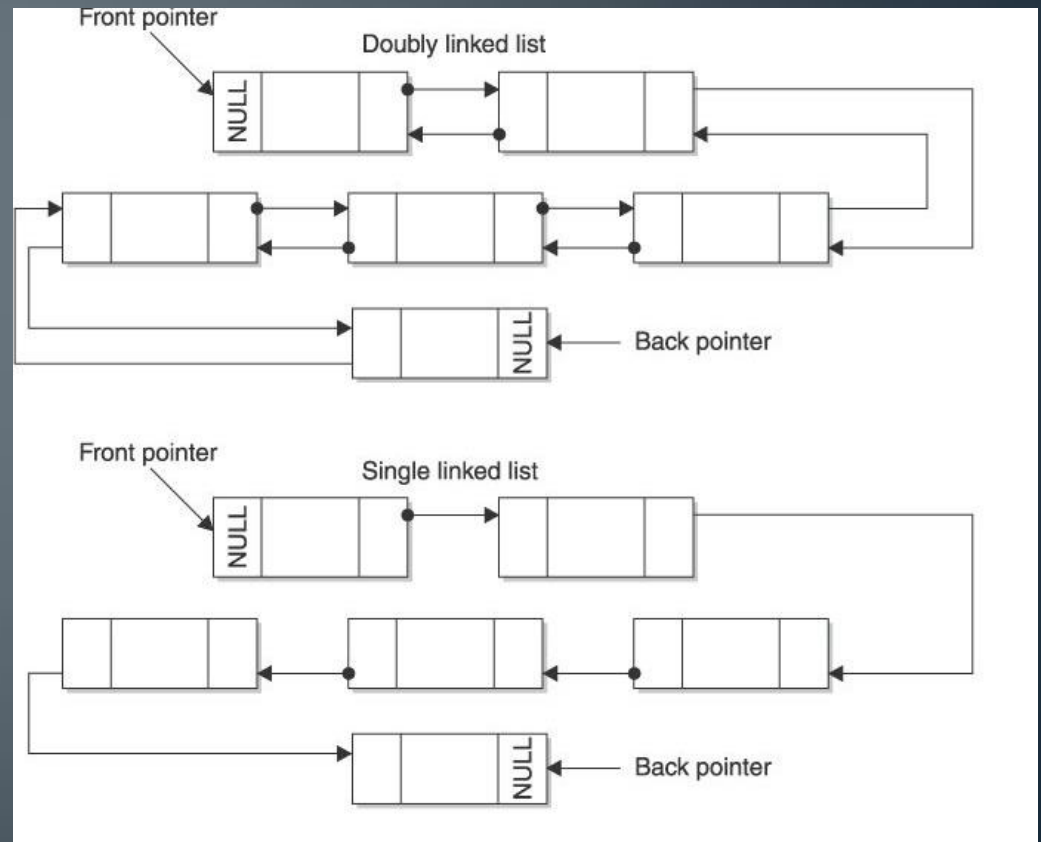 Front pointer
Doubly linked list
NULL
NULL
Back pointer
Front pointer
Single linked list
NULL
NULL
Back pointer